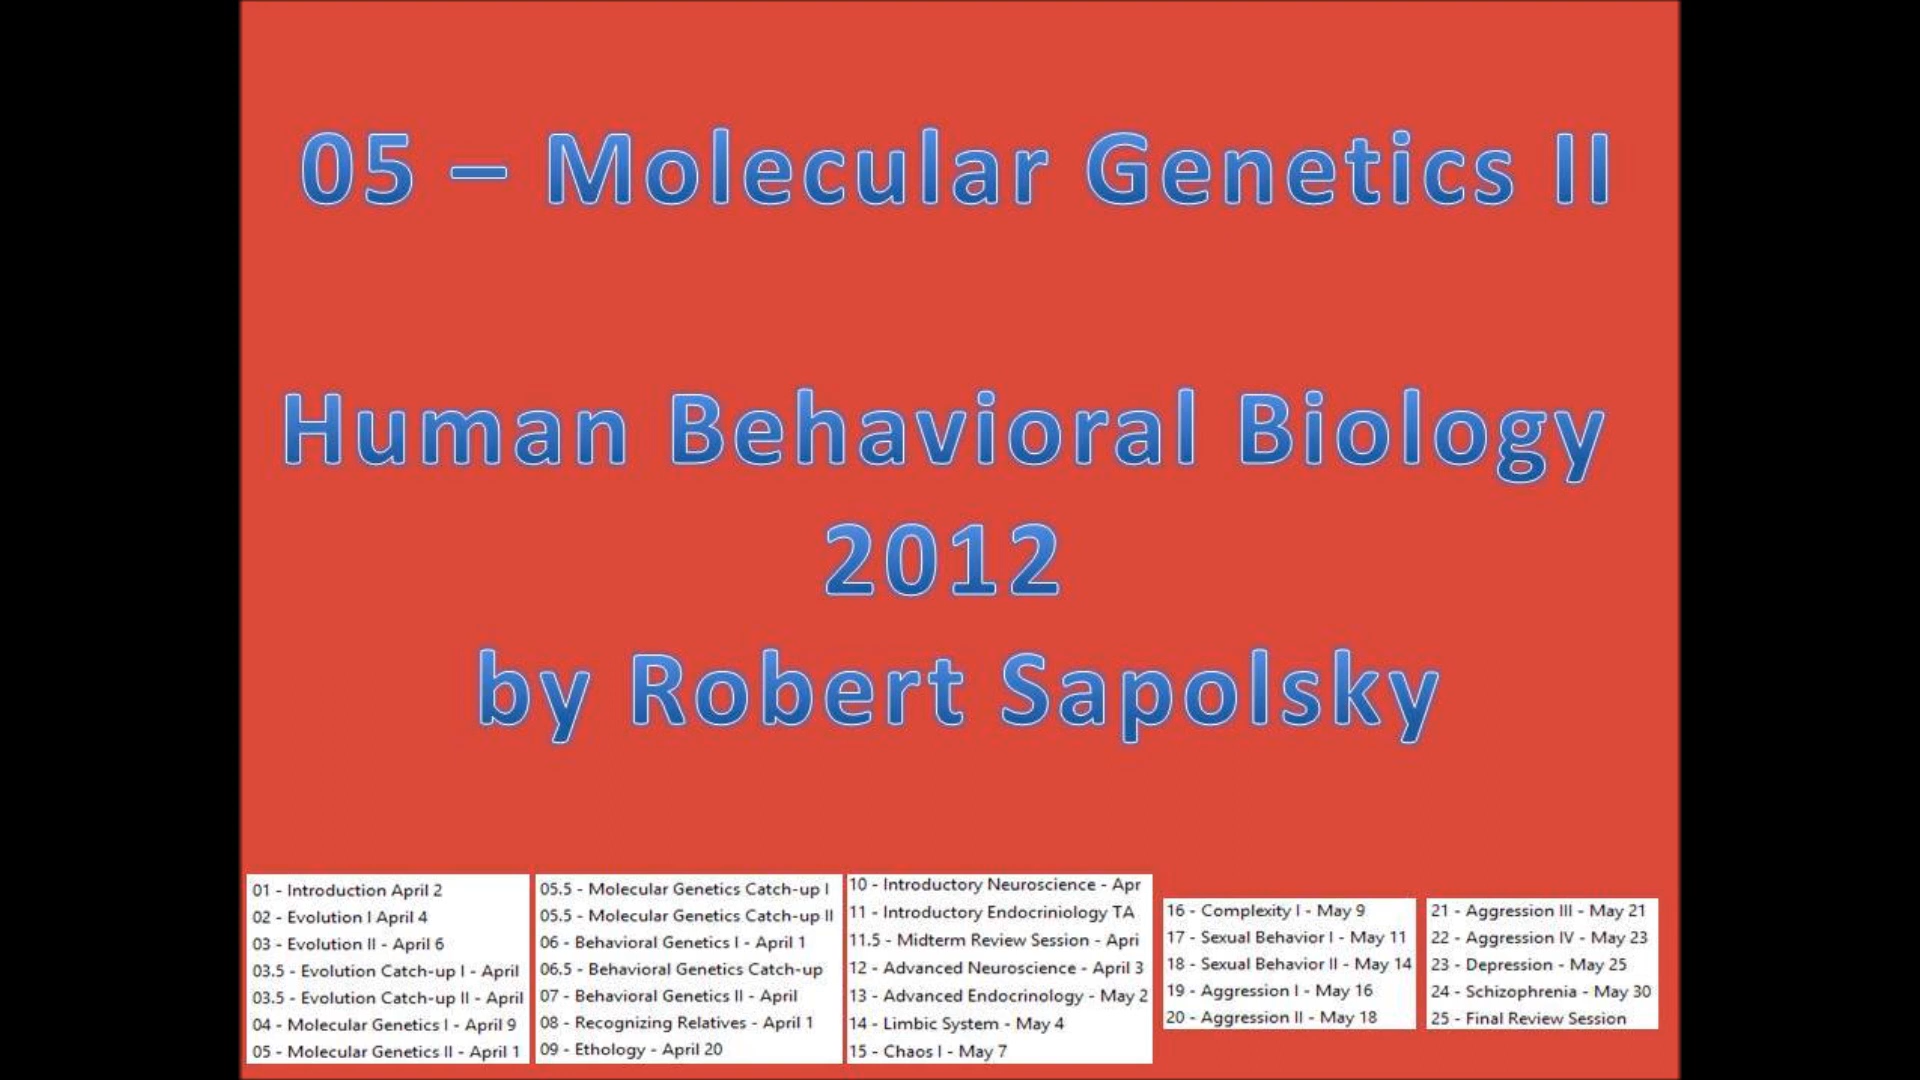 05 – Molecular Genetics II
Human Behavioral Biology
2012
by Robert Sapolsky
01 - Introduction April 2
02 - Evolution I April 4
03 - Evolution II - April 6
03.5 - Evolution Catch-up I - April
03.5 - Evolution Catch-up II - April
04 - Molecular Genetics I - April 9
05 - Molecular Genetics II - April 1
05.5 - Molecular Genetics Catch-up I
05.5 - Molecular Genetics Catch-up II
06 - Behavioral Genetics I - April 1
06.5 - Behavioral Genetics Catch-up
07 - Behavioral Genetics II - April
08 - Recognizing Relatives - April 1
09 - Ethology - April 20
10 - Introductory Neuroscience - Apr
11 - Introductory Endocriniology TA
11.5 - Midterm Review Session - Apri
12 - Advanced Neuroscience - April 3
13 - Advanced Endocrinology - May 2
14 - Limbic System - May 4
15 - Chaos I - May 7
16 - Complexity I - May 9
17 - Sexual Behavior I - May 11
18 - Sexual Behavior II - May 14
19 - Aggression I - May 16
20 - Aggression II - May 18
21 - Aggression III - May 21
22 - Aggression IV - May 23
23 - Depression - May 25
24 - Schizophrenia - May 30
25 - Final Review Session